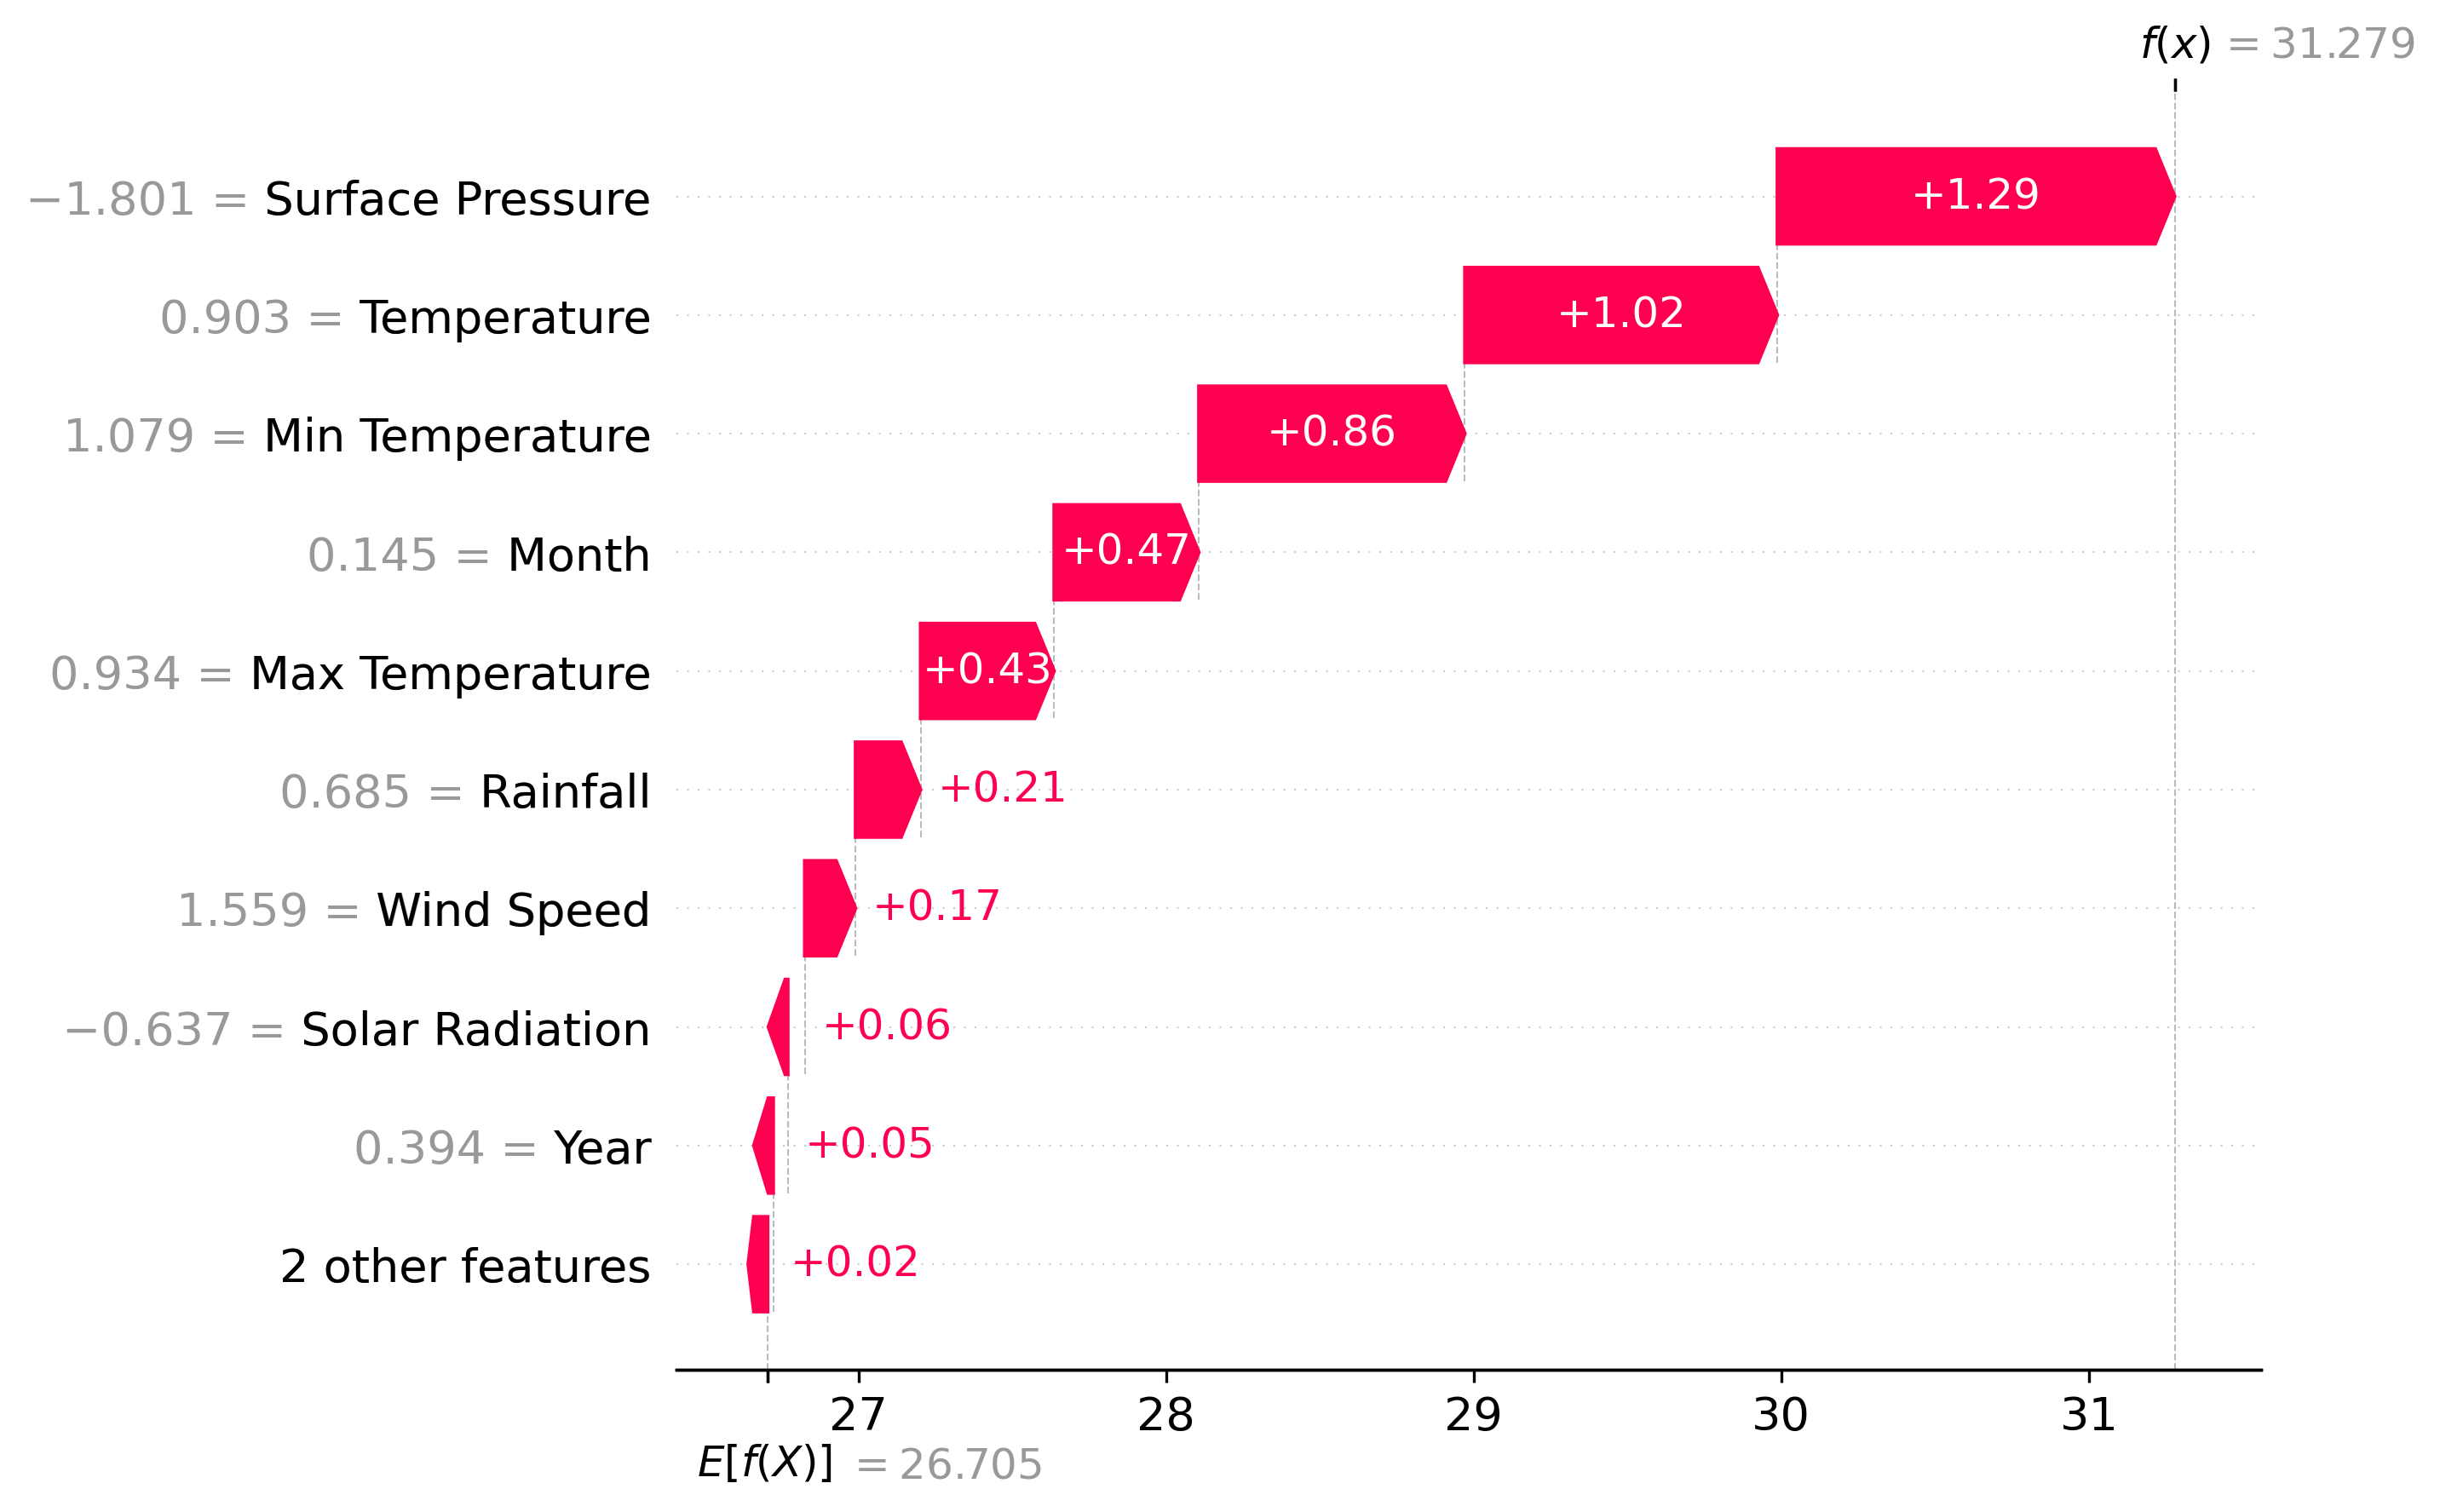 f(x) = 31.279
−1.801 = Surface Pressure +1.29
0.903 = Temperature +1.02
1.079 = Min Temperature +0.86
0.145 = Month +0.47
0.934 = Max Temperature +0.43
0.685 = Rainfall +0.21
1.559 = Wind Speed +0.17
−0.637 = Solar Radiation +0.06
0.394 = Year +0.05
2 other features +0.02
27 28 29 30 31
E[f(X)] = 26.705